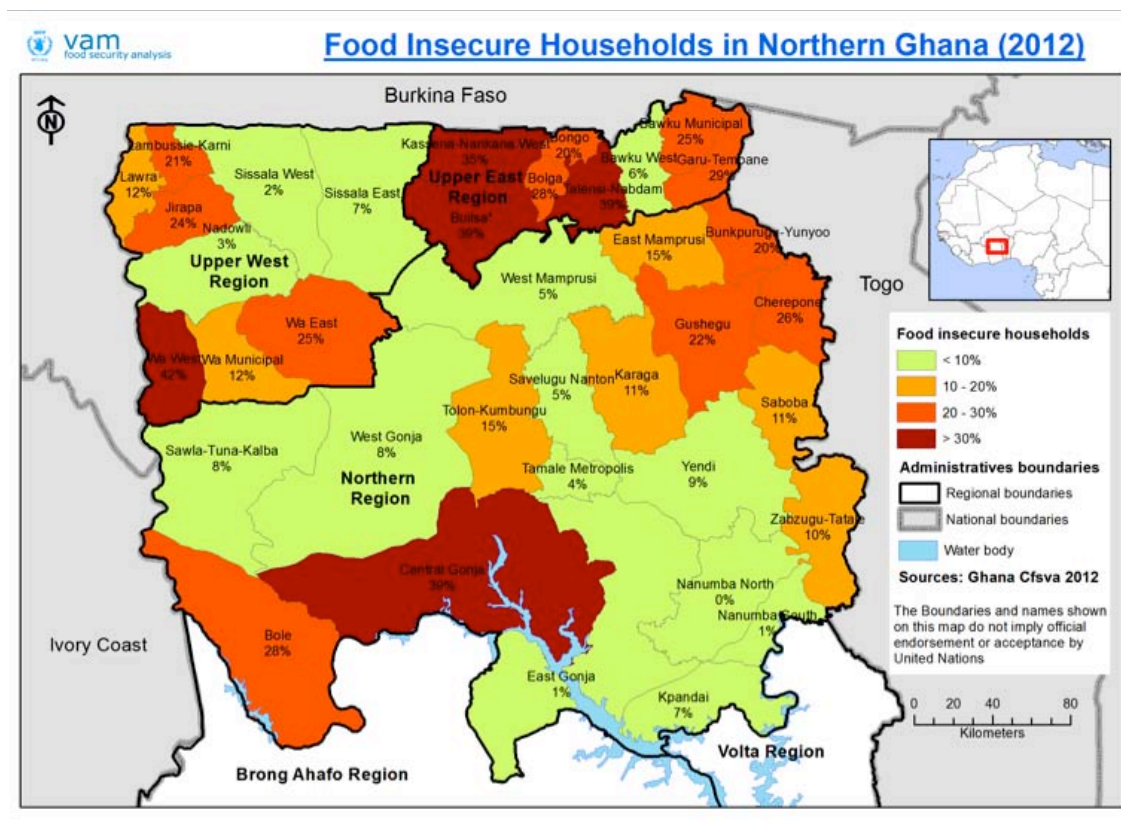 vam
food security analysis
Food Insecure Households in Northern Ghana (2012)
Burkina Faso
N
Lambussie-Karni
21%
Lawra
12%
Jirapa
24%
Nadowli
3%
Sissala West
2%
Sissala East
7%
Upper West
Region
Kassena-Nankana West
35%
Upper East
Region
Builsa*
39%
Bongo
20%
Bolga
28%
Talensi-Nabdam
39%
Bawku West
6%
Bawku Municipal
25%
Garu-Tempane
29%
East Mamprusi
15%
Bunkpurugu-Yunyoo
20%
West Mamprusi
5%
Togo
Cherepone
26%
Gushegu
22%
Wa East
25%
Wa West
42%
Wa Municipal
12%
Savelugu Nanton
5%
Karaga
11%
Saboba
11%
Tolon-Kumbungu
15%
West Gonja
8%
Sawla-Tuna-Kalba
8%
Northern
Region
Tamale Metropolis
4%
Yendi
9%
Zabzugu-Tatale
10%
Central Gonja
39%
Nanumba North
0%
Nanumba South
1%
Bole
28%
Ivory Coast
East Gonja
1%
Kpandai
7%
Brong Ahafo Region
Volta Region
Food insecure households
< 10%
10 - 20%
20 - 30%
> 30%
Administratives boundaries
Regional boundaries
National boundaries
Water body
Sources: Ghana Cfsva 2012
The Boundaries and names shown
on this map do not imply official
endorsement or acceptance by
United Nations
0 20 40 80
Kilometers